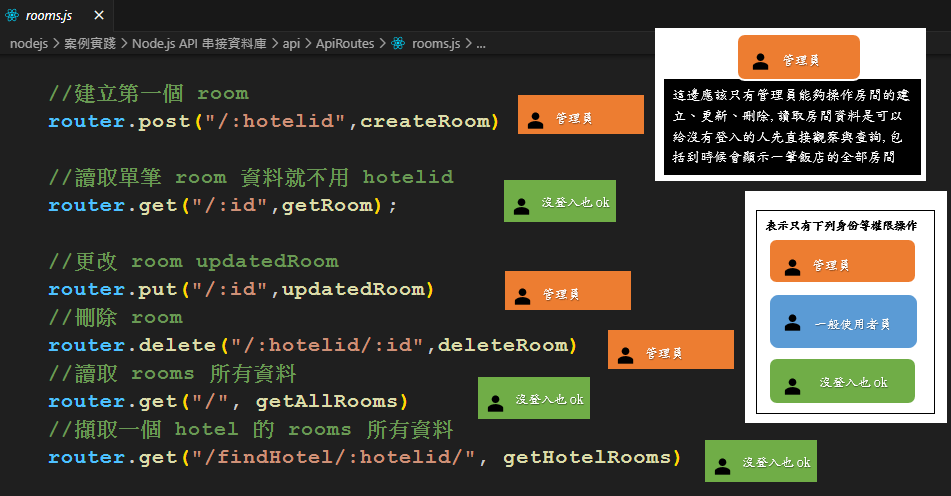 rooms.js
nodejs > 案例實踐 > Node.js API 串接資料庫 > api > ApiRoutes > rooms.js > ...
管理員
這邊應該只有管理員能夠操作房間的建
立、更新、刪除,讀取房間資料是可以
給沒有登入的人先直接觀察與查詢,包
括到時候會顯示一筆飯店的全部房間
//建立第一個 room
router.post("/:hotelid",createRoom)
管理員
//讀取單筆 room 資料就不用 hotelid
router.get("/:id",getRoom);
沒登入也ok
表示只有下列身份等權限操作
管理員
一般使用者員
沒登入也ok
//更改 room updatedRoom
router.put("/:id",updatedRoom)
管理員
//刪除 room
router.delete("/:hotelid/:id",deleteRoom)
管理員
//讀取 rooms 所有資料
router.get("/", getAllRooms)
沒登入也ok
//擷取一個 hotel 的 rooms 所有資料
router.get("/findHotel/:hotelid/", getHotelRooms)
沒登入也ok